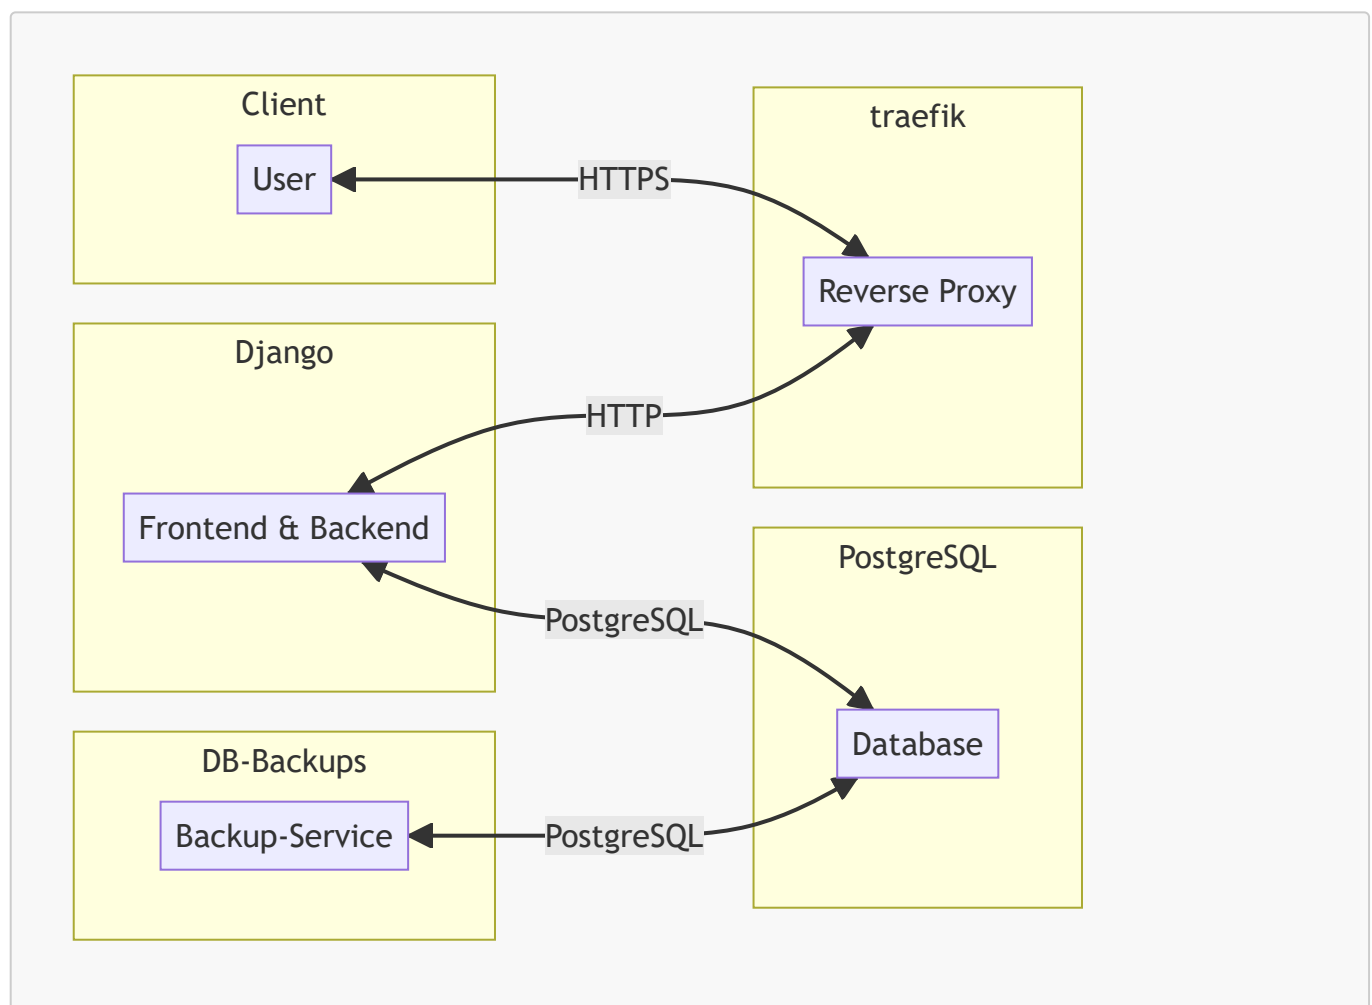 Client
User
HTTPS
traefik
Reverse Proxy
Django
HTTP
Frontend & Backend
PostgreSQL
PostgreSQL
Database
DB-Backups
Backup-Service
PostgreSQL